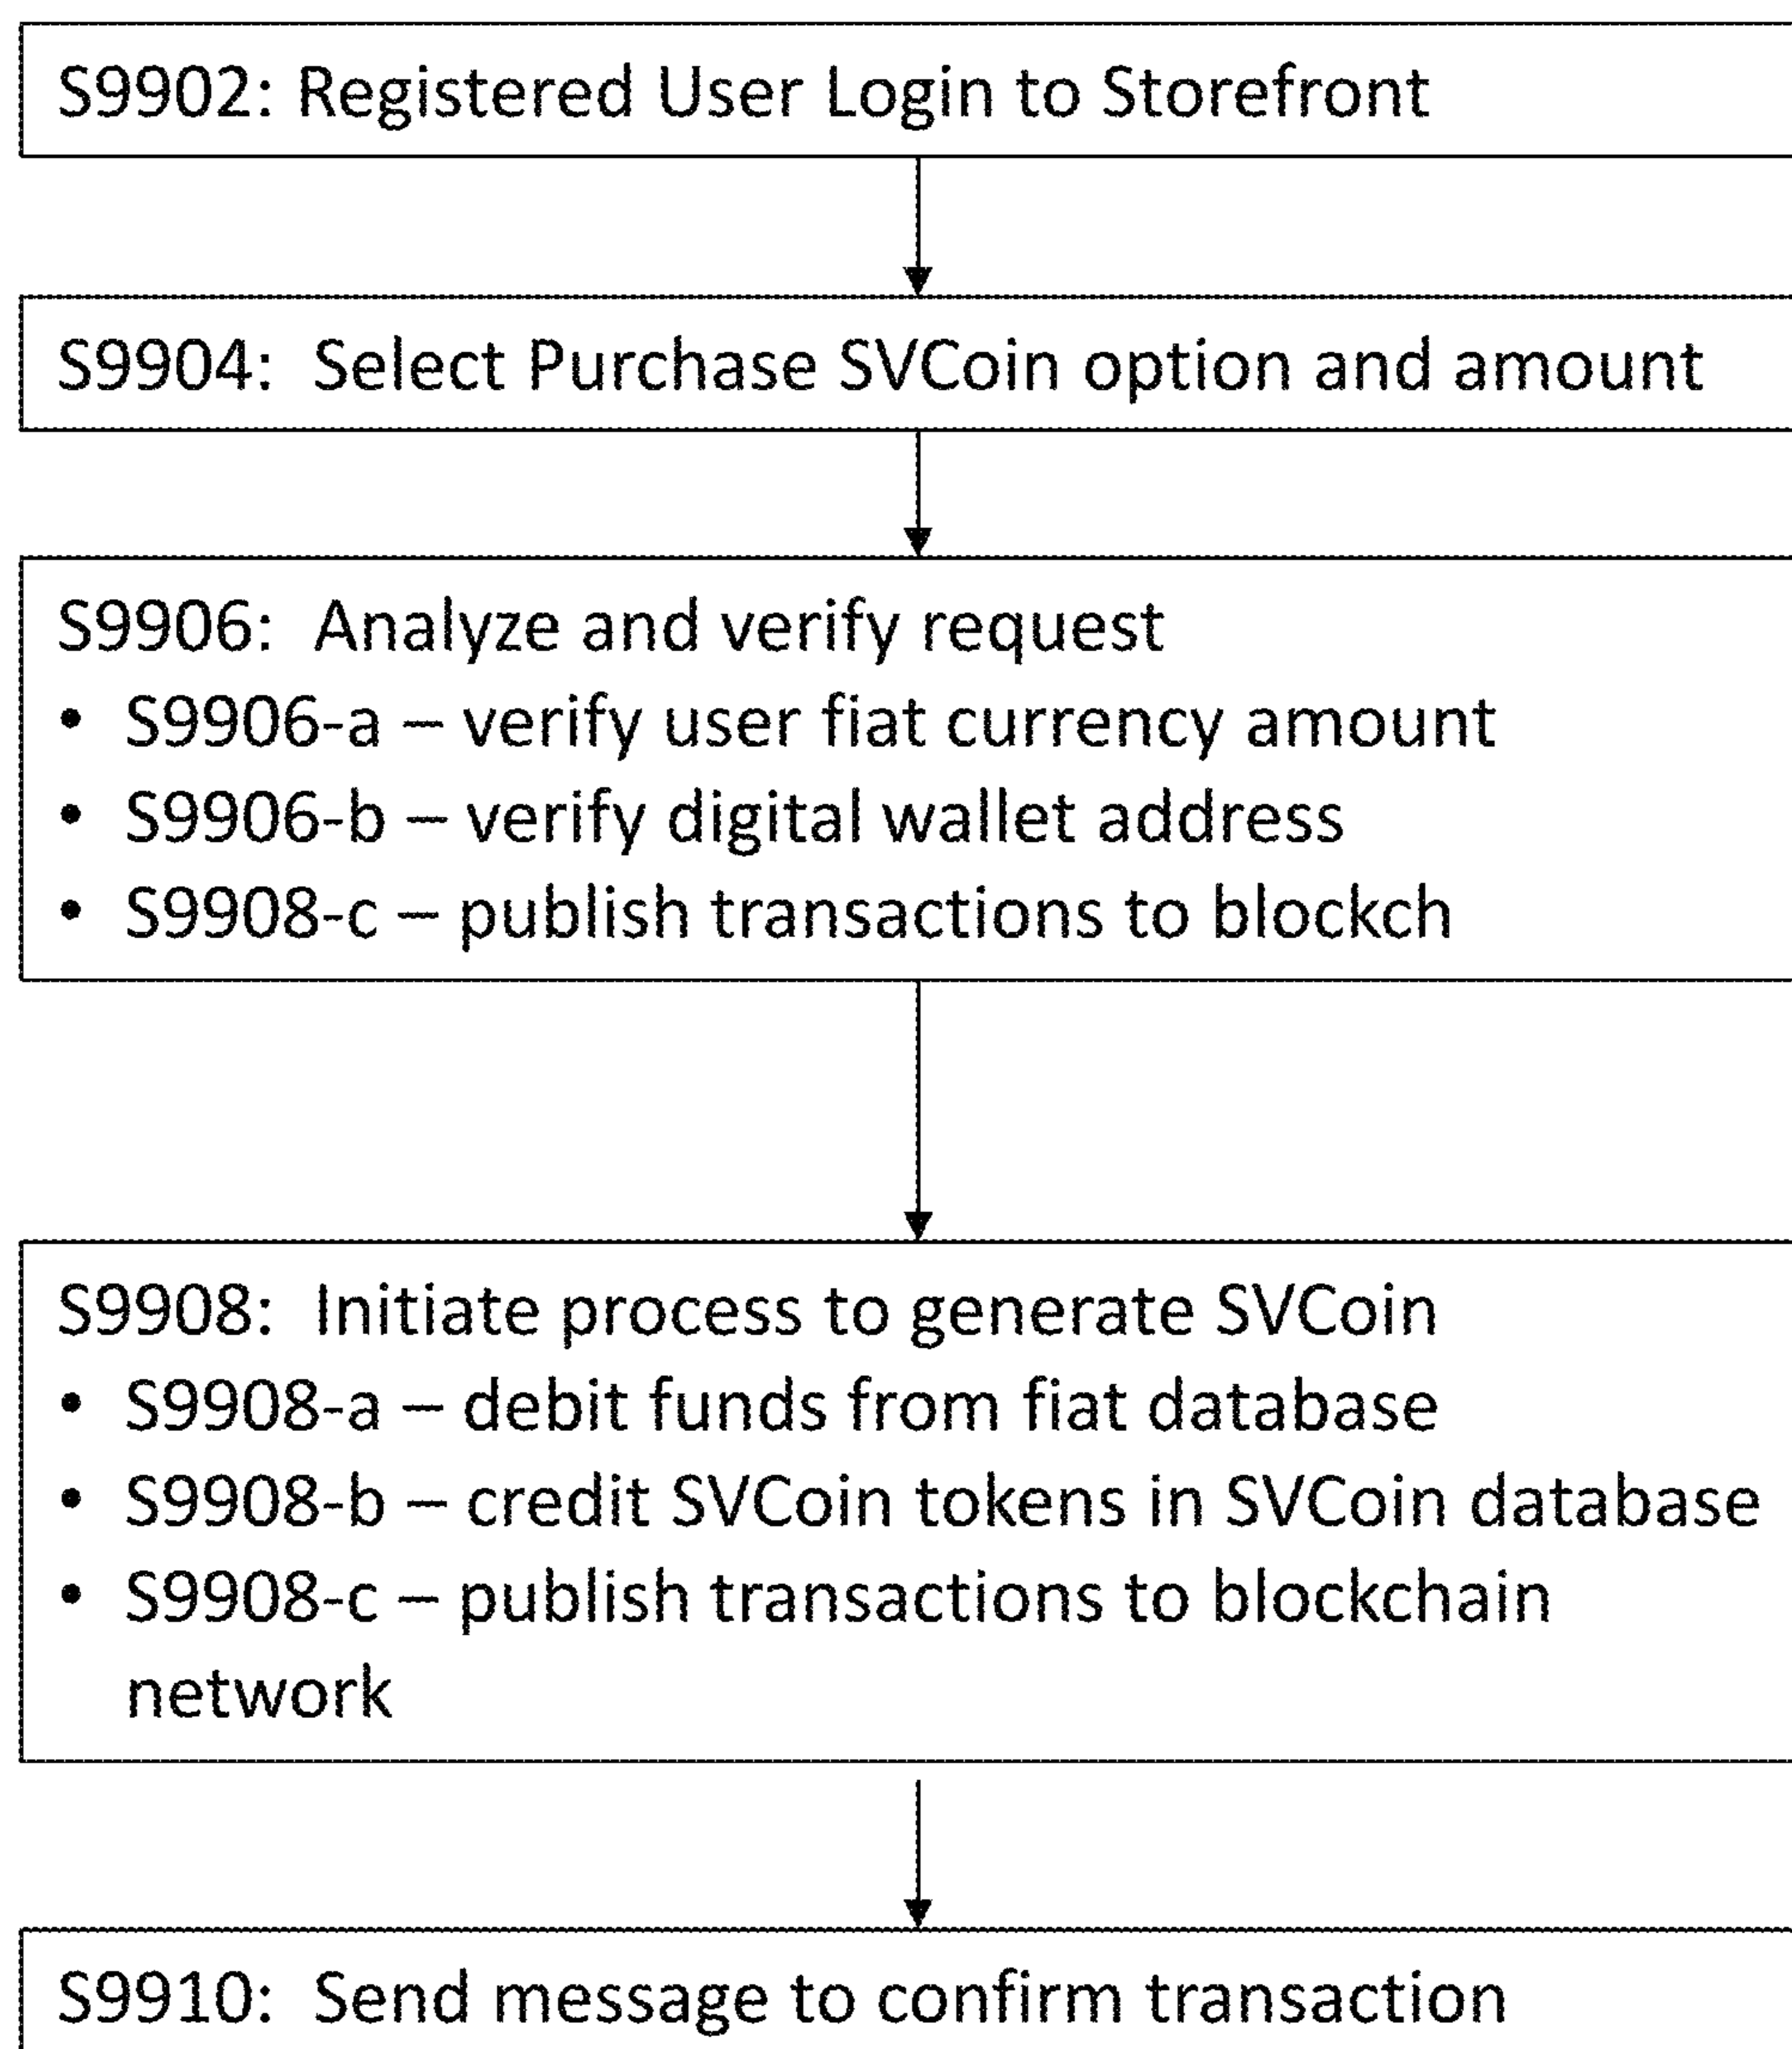 S9902: Registered User Login to Storefront
S9904: Select Purchase SVCoin option and amount
S9906: Analyze and verify request
• S9906-a – verify user fiat currency amount
• S9906-b – verify digital wallet address
• S9908-c – publish transactions to blockch
S9908: Initiate process to generate SVCoin
• S9908-a – debit funds from fiat database
• S9908-b – credit SVCoin tokens in SVCoin database
• S9908-c – publish transactions to blockchain
network
S9910: Send message to confirm transaction